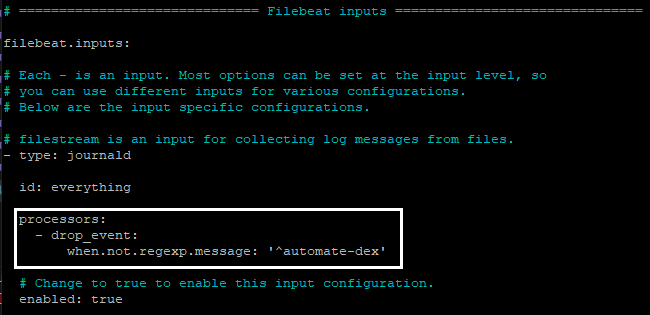 # ============================== Filebeat inputs ===============================
filebeat.inputs:
# Each - is an input. Most options can be set at the input level, so
# you can use different inputs for various configurations.
# Below are the input specific configurations.
# filestream is an input for collecting log messages from files.
- type: journald
id: everything
processors:
- drop_event:
when.not.regexp.message: '^automate-dex'
# Change to true to enable this input configuration.
enabled: true